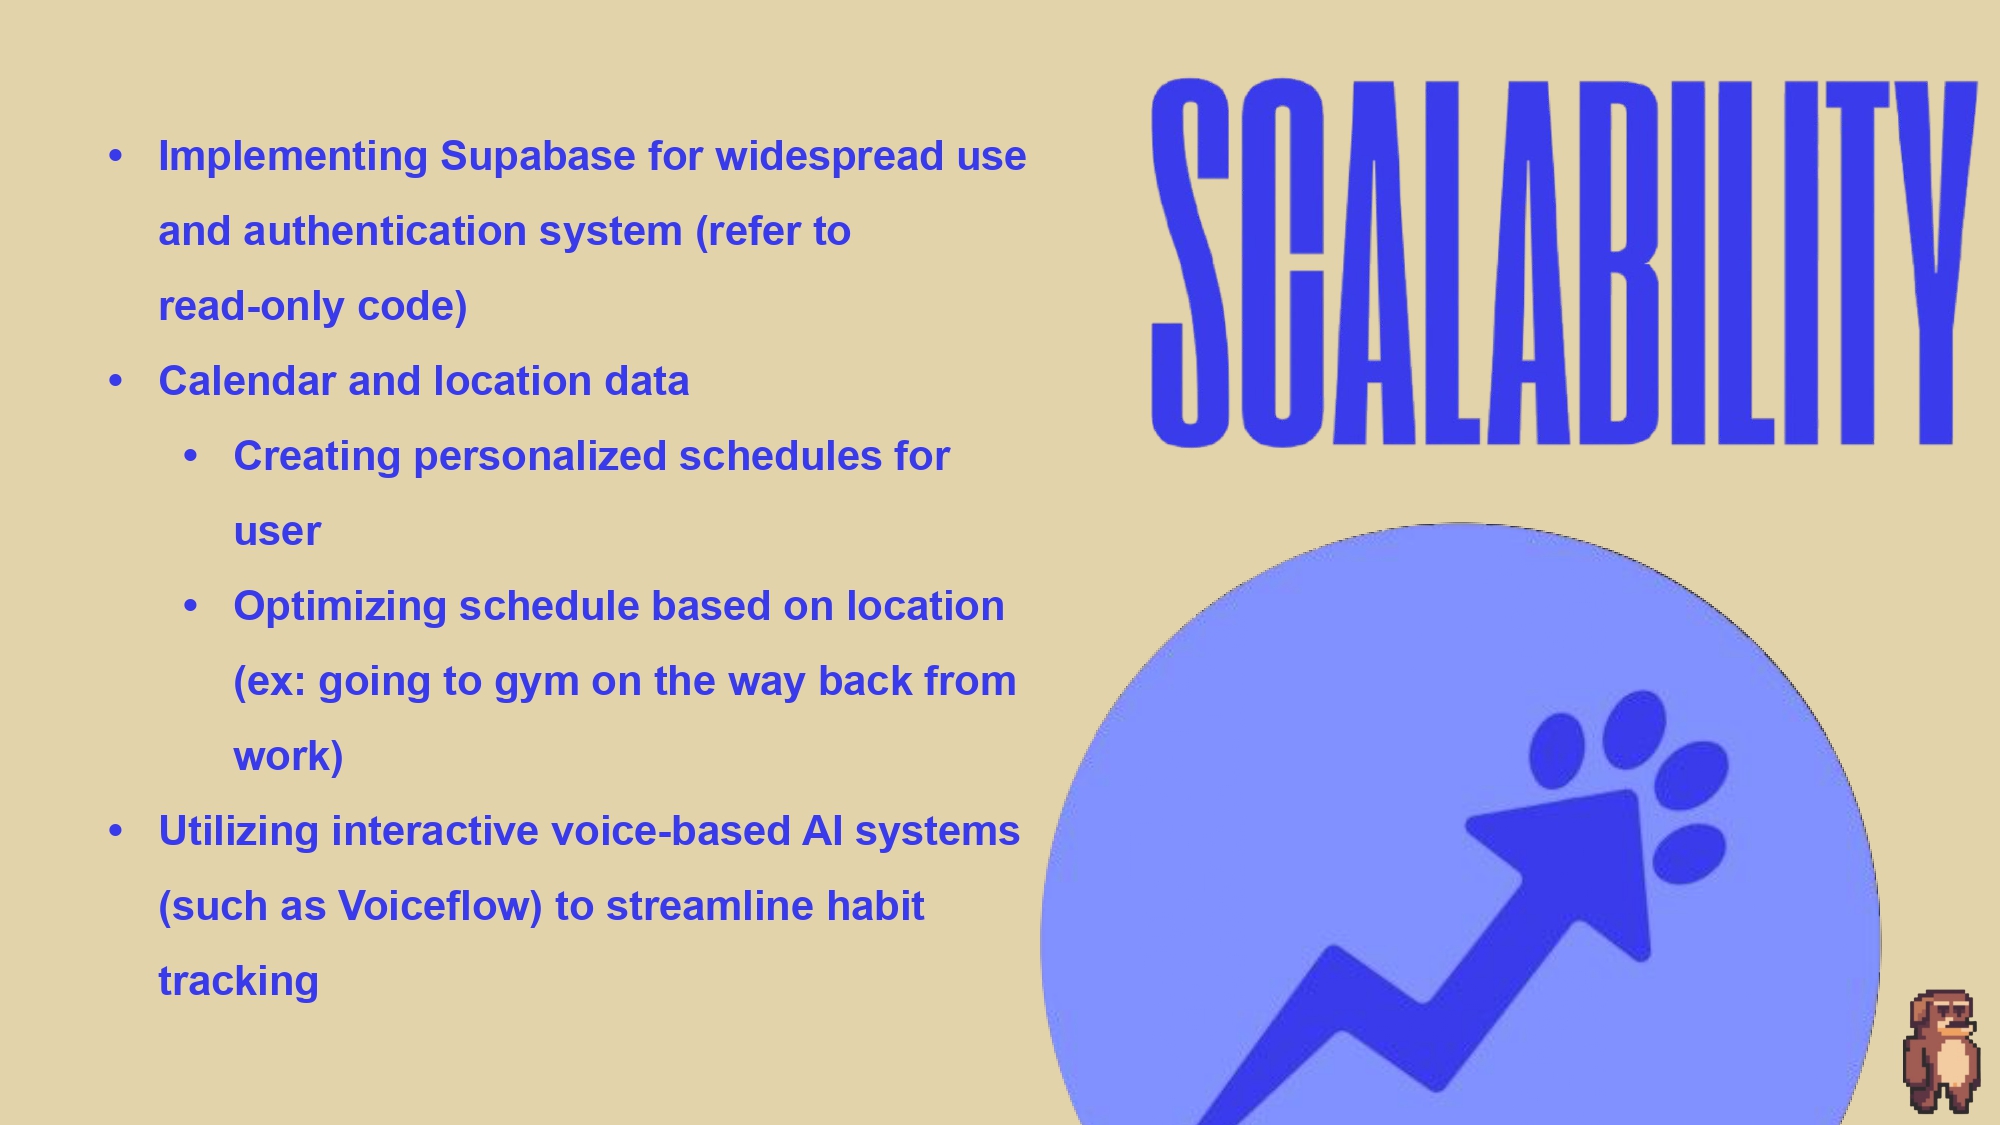 SCALABILITY
• Implementing Supabase for widespread use
and authentication system (refer to
read-only code)
• Calendar and location data
• Creating personalized schedules for
user
• Optimizing schedule based on location
(ex: going to gym on the way back from
work)
• Utilizing interactive voice-based AI systems
(such as Voiceflow) to streamline habit
tracking